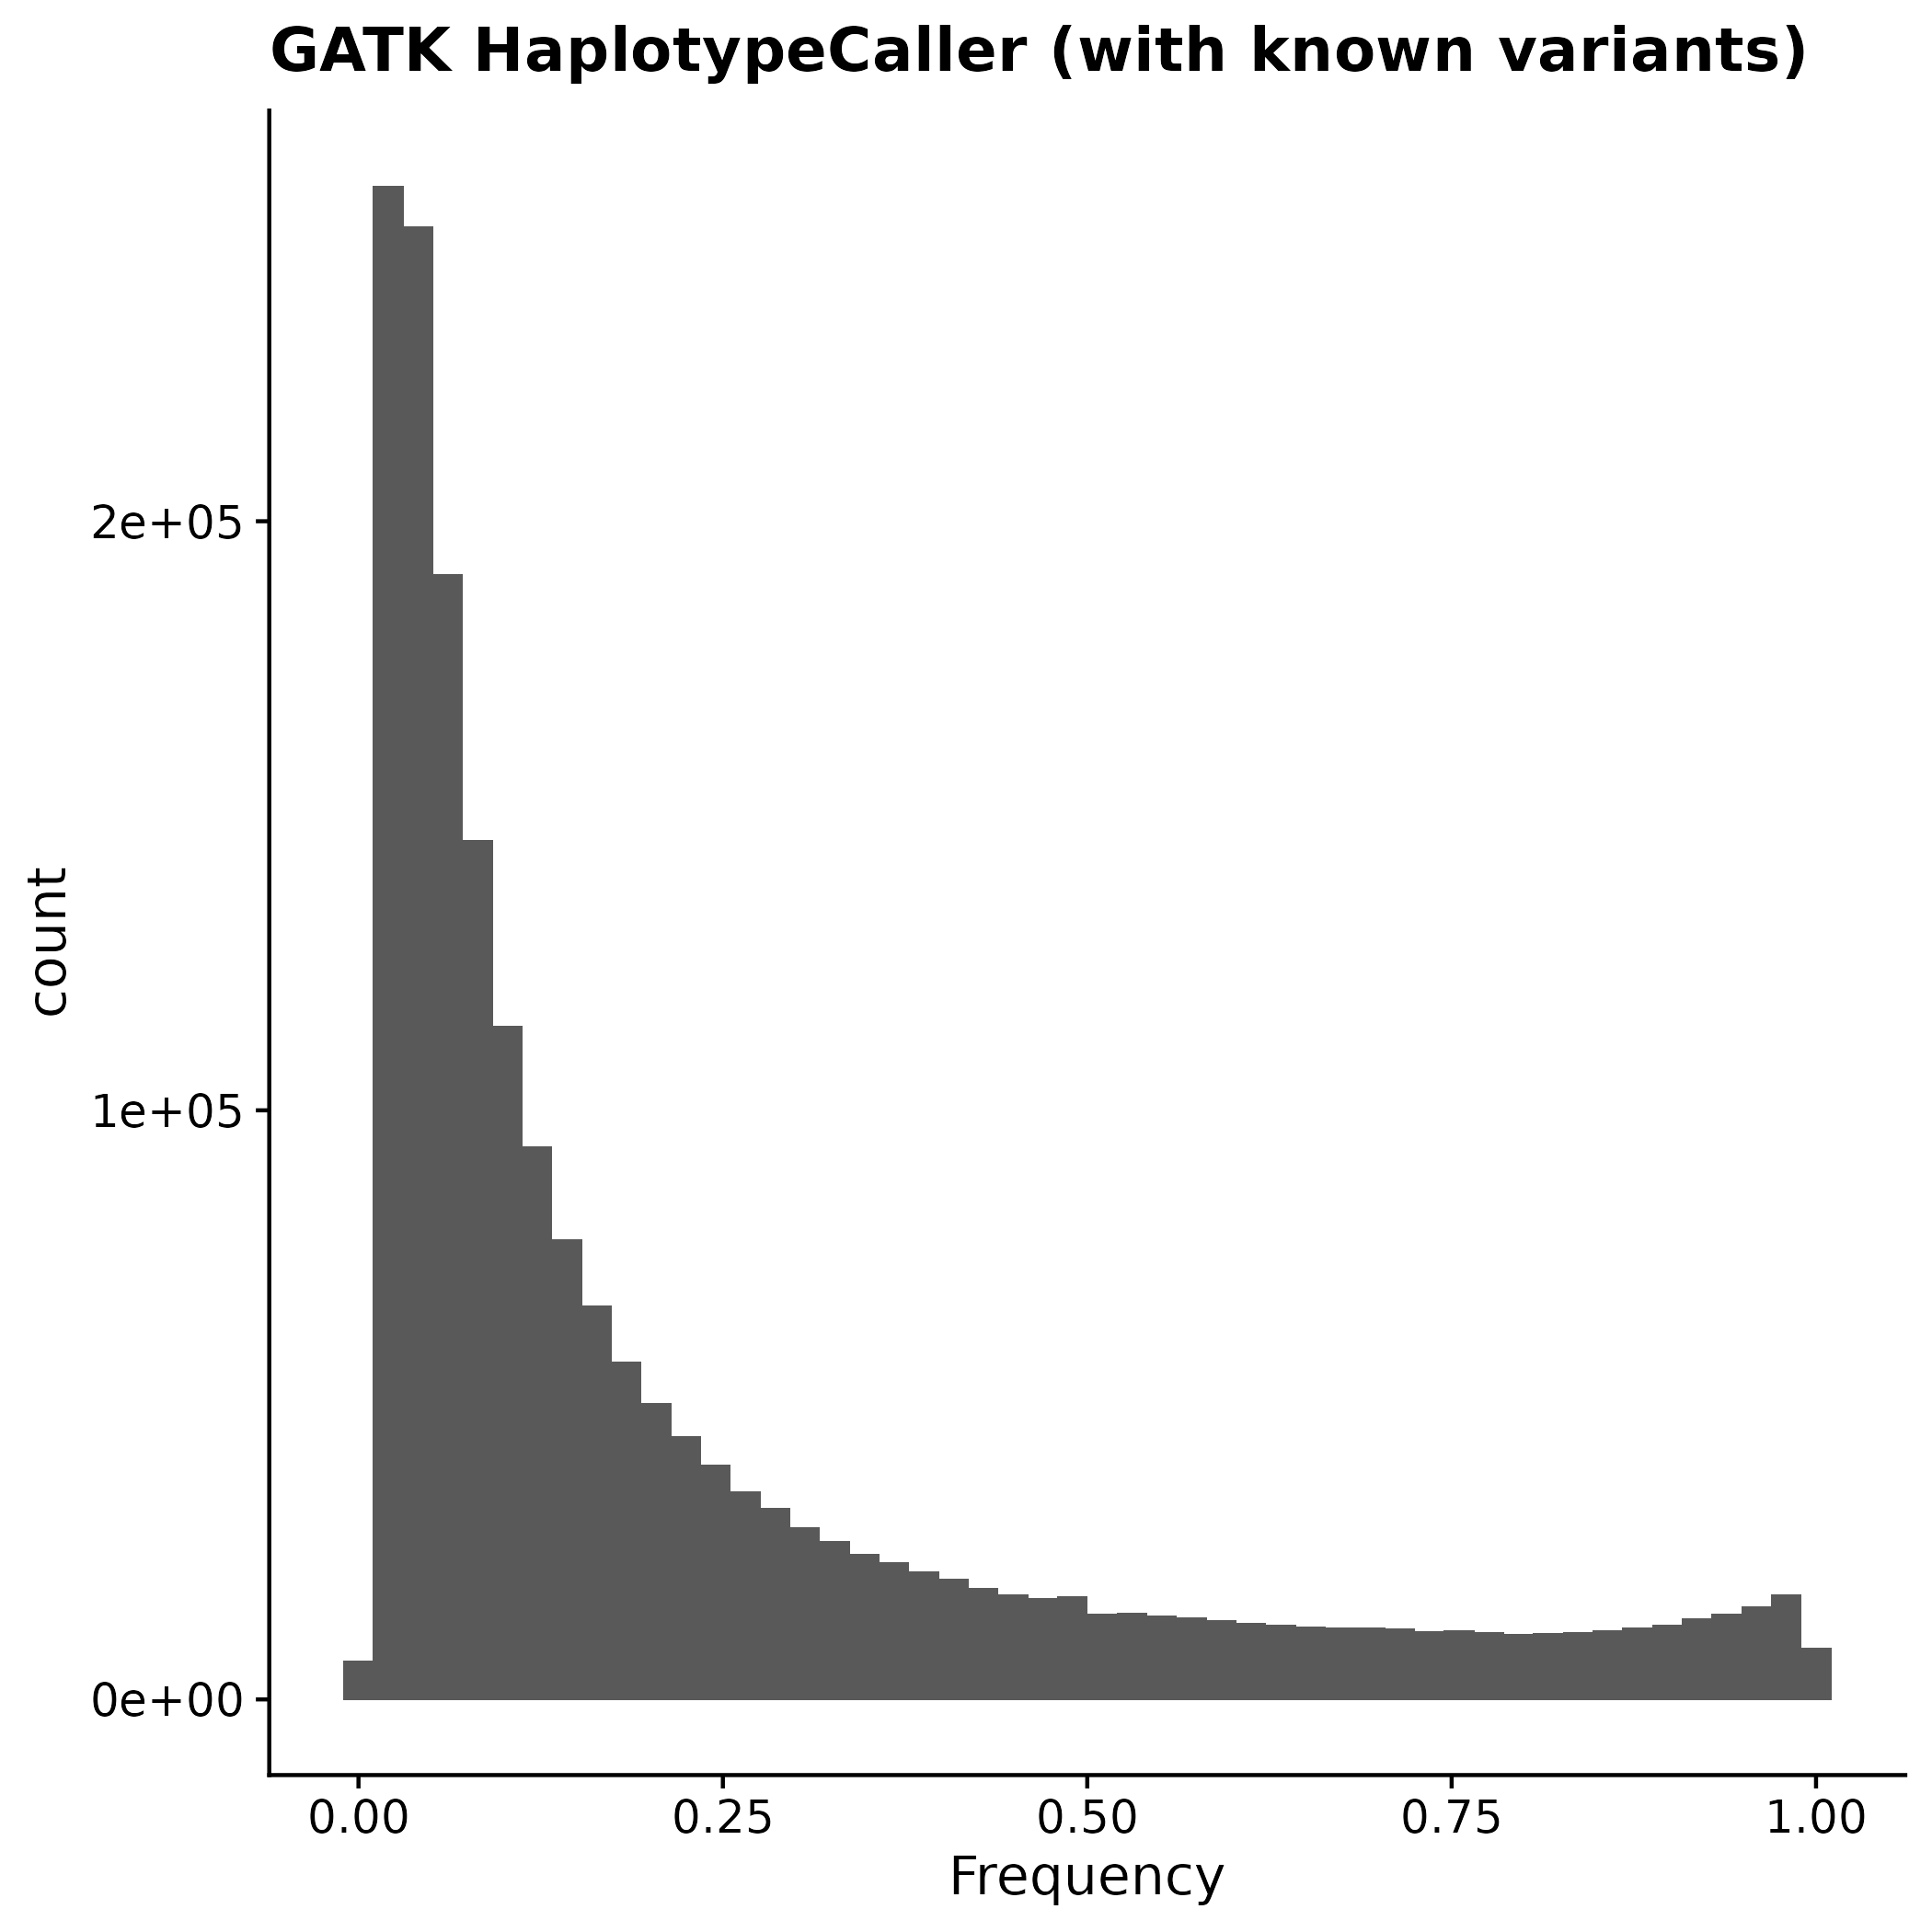 GATK HaplotypeCaller (with known variants)
count
2e+05
1e+05
0e+00
0.00 0.25 0.50 0.75 1.00
Frequency